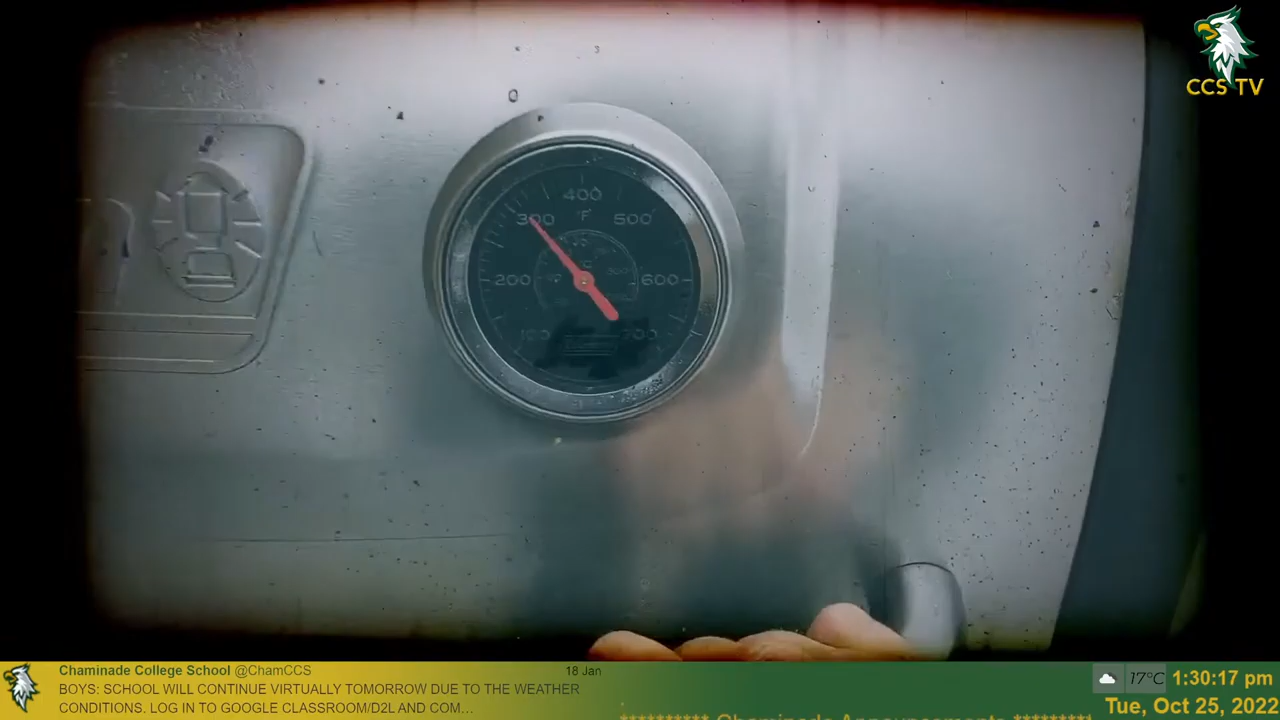 CCS TV
400
300
500
°F
200
600
100
700
Chaminade College School @ChamCCS
18 Jan
BOYS: SCHOOL WILL CONTINUE VIRTUALLY TOMORROW DUE TO THE WEATHER
CONDITIONS. LOG IN TO GOOGLE CLASSROOM/D2L AND COM...
17°C
1:30:17 pm
Tue, Oct 25, 2022
********** Chaminade Announcements *********